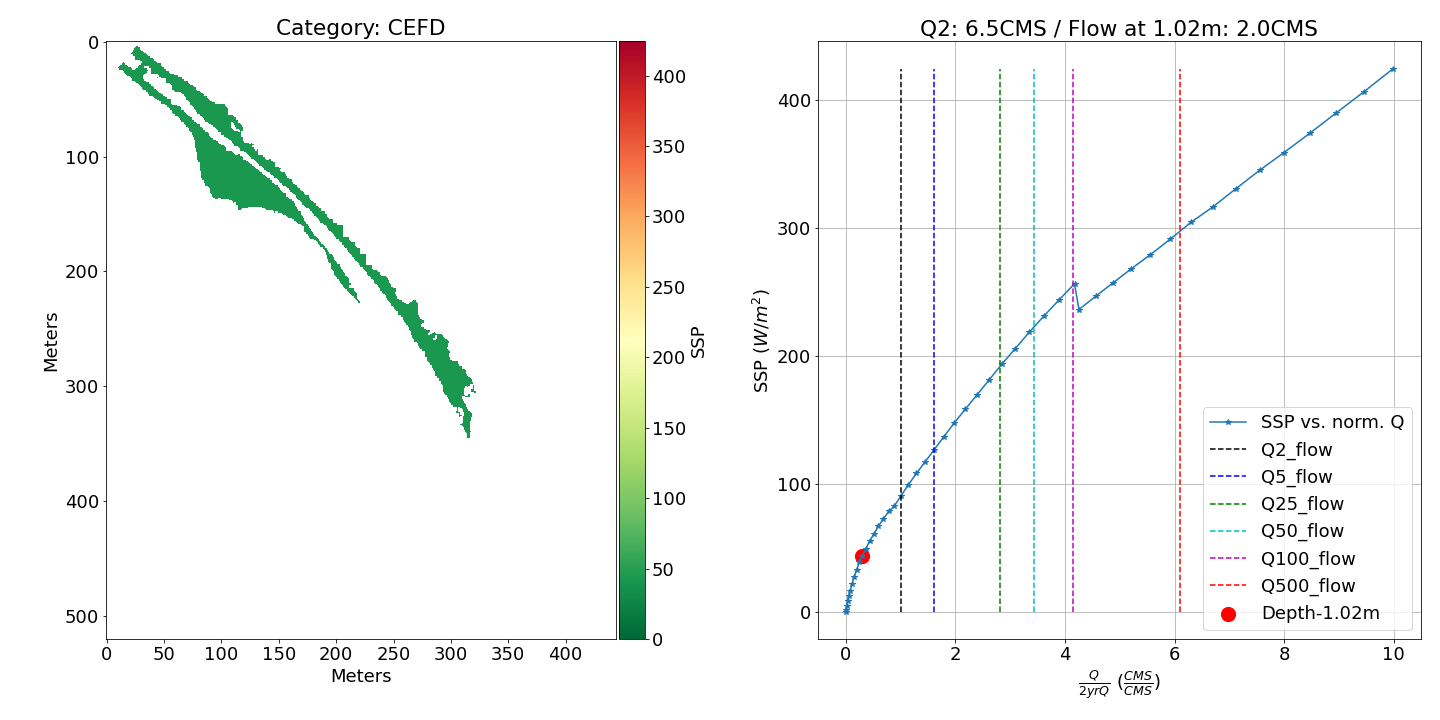 Category: CEFD
0
100
200
300
400
500
Meters
0
50
100
150
200
250
300
350
400
Meters
400
350
300
250
200
150
100
50
0
SSP
Q2: 6.5CMS / Flow at 1.02m: 2.0CMS
400
300
200
100
0
SSP (W/m²)
0
2
4
6
8
10
Q/2yrQ (CMS/CMS)
SSP vs. norm. Q
Q2_flow
Q5_flow
Q25_flow
Q50_flow
Q100_flow
Q500_flow
Depth-1.02m